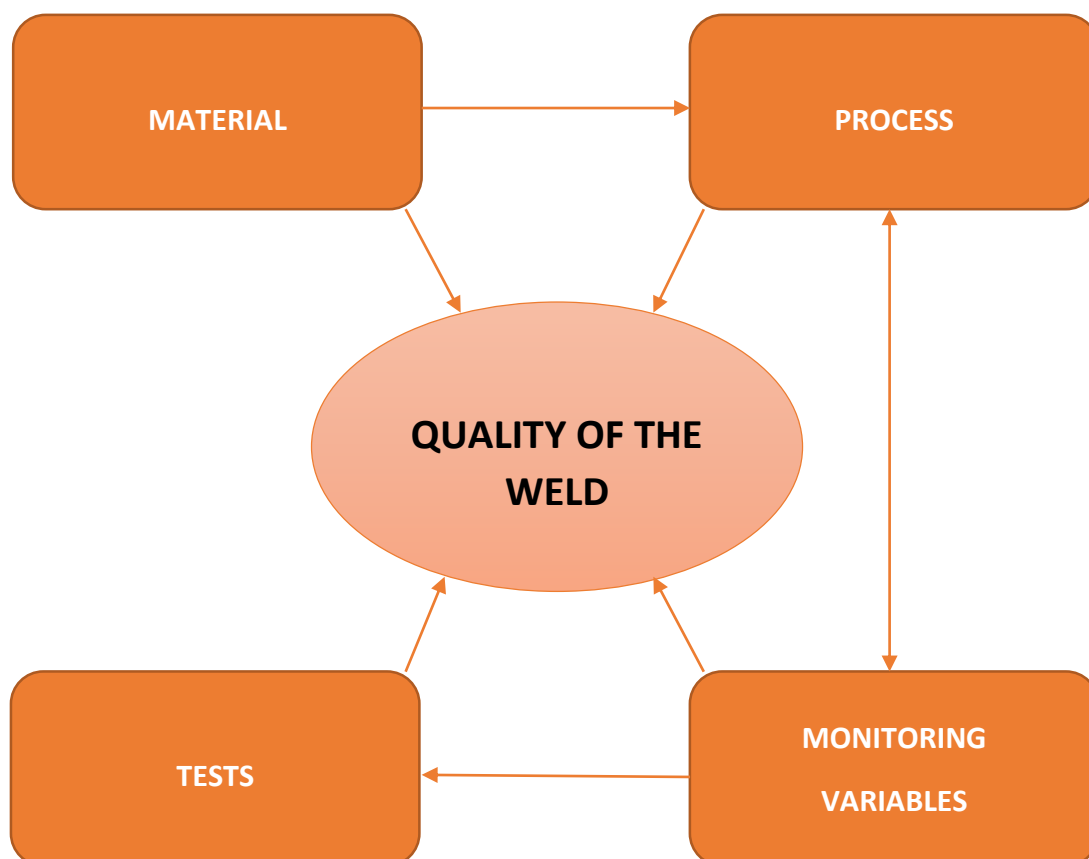 MATERIAL
PROCESS
QUALITY OF THE
WELD
TESTS
MONITORING
VARIABLES